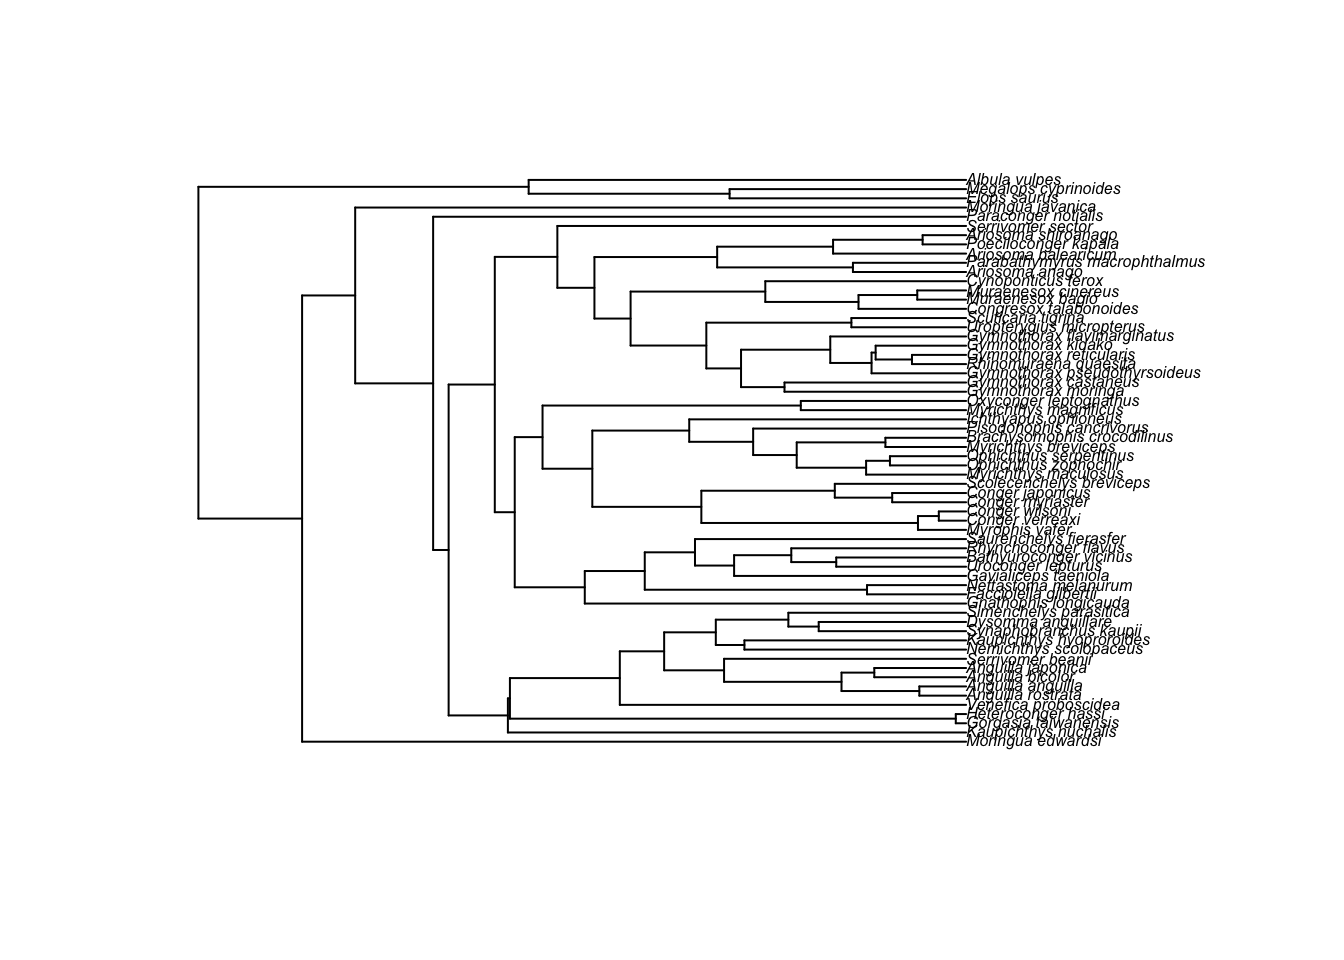 Albula vulpes
Megalops cyprinoides
Elops saurus
Moringua javanica
Paraconger notialis
Serrivomer sector
Ariosoma shiroanago
Poeciloconger kapala
Ariosoma balearicum
Parabathymyrus macrophthalmus
Ariosoma anago
Cynoponticus ferox
Muraenesox cinereus
Muraenesox bagio
Congresox talabonoides
Scuticaria tigrina
Uropterygius micropterus
Gymnothorax flavimarginatus
Gymnothorax kidako
Gymnothorax reticularis
Rhinomuraena quaesita
Gymnothorax pseudothyrsoideus
Gymnothorax castaneus
Gymnothorax moringa
Oxyconger leptognathus
Myrichthys magnificus
Ichthyapus ophioneus
Pisodonophis cancrivorus
Brachysomophis crocodilinus
Myrichthys breviceps
Ophichthus serpentinus
Ophichthus zophochir
Myrichthys maculosus
Scolecenchelys breviceps
Conger japonicus
Conger myriaster
Conger wilsoni
Conger verreaxi
Myrophis vafer
Saurenchelys fierasfer
Rhynchoconger flavus
Bathyuroconger vicinus
Uroconger lepturus
Gavialiceps taeniola
Nettastoma melanurum
Facciolella gilbertii
Gnathophis longicauda
Simenchelys parasitica
Dysomma anguillare
Synaphobranchus kaupii
Kaupichthys hyoproroides
Nemichthys scolopaceus
Serrivomer beanii
Anguilla japonica
Anguilla bicolor
Anguilla anguilla
Anguilla rostrata
Venefica proboscidea
Heteroconger hassi
Gorgasia taiwanensis
Kaupichthys nuchalis
Moringua edwardsi